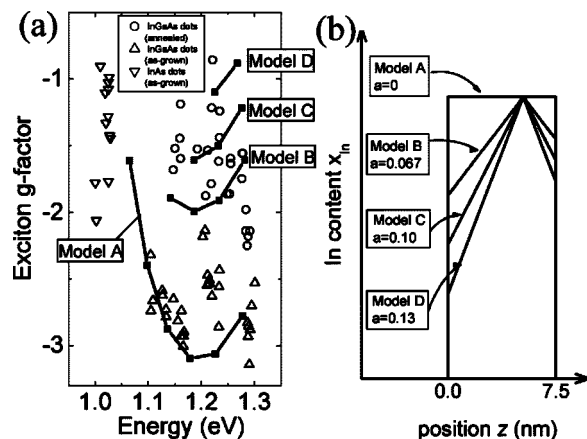 (a)
InGaAs dots
(annealed)
InGaAs dots
(as-grown)
InAs dots
(as-grown)
Model D
Model C
Model B
Model A
-1
-2
-3
Exciton g-factor
1.0 1.1 1.2 1.3
Energy (eV)
(b)
Model A
a=0
Model B
a=0.067
Model C
a=0.10
Model D
a=0.13
In content xIn
0.0 7.5
position z (nm)